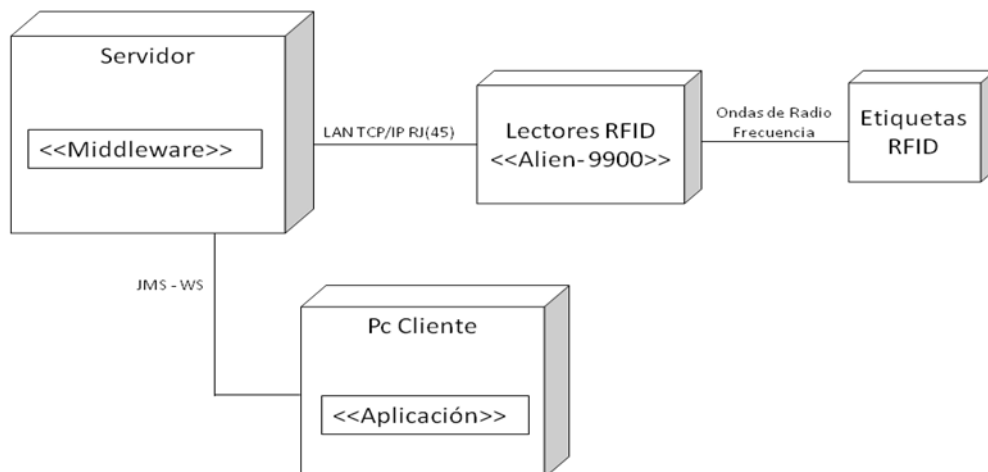 Servidor
<<Middleware>>
LAN TCP/IP RJ(45)
Lectores RFID
<<Alien- 9900>>
Ondas de Radio
Frecuencia
Etiquetas
RFID
JMS - WS
Pc Cliente
<<Aplicación>>